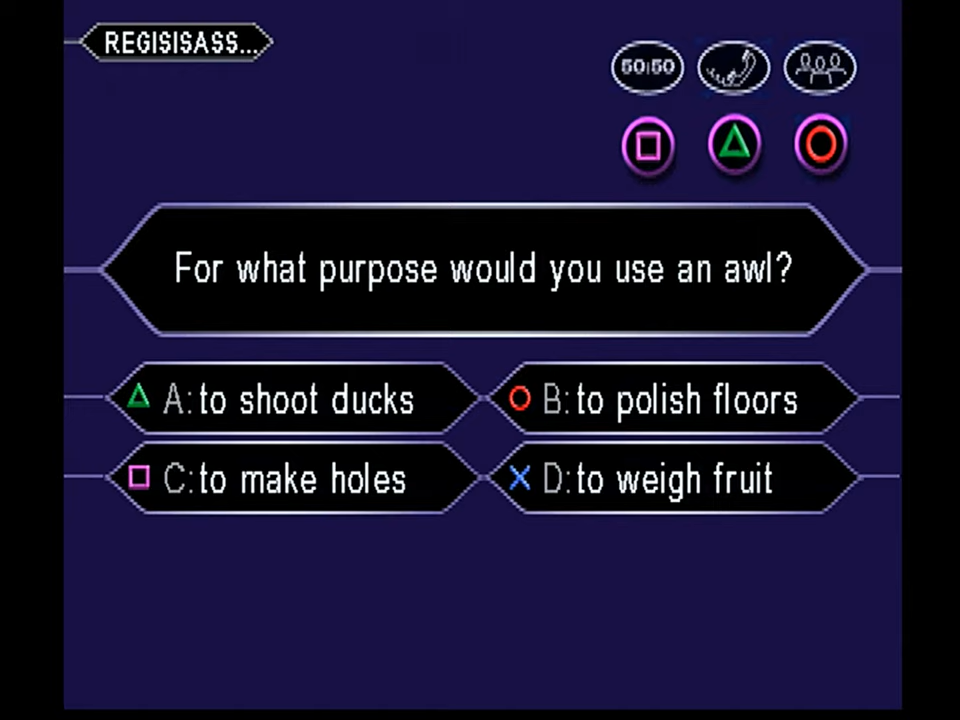 REGISISASS...
50:50
For what purpose would you use an awl?
A: to shoot ducks
B: to polish floors
C: to make holes
D: to weigh fruit